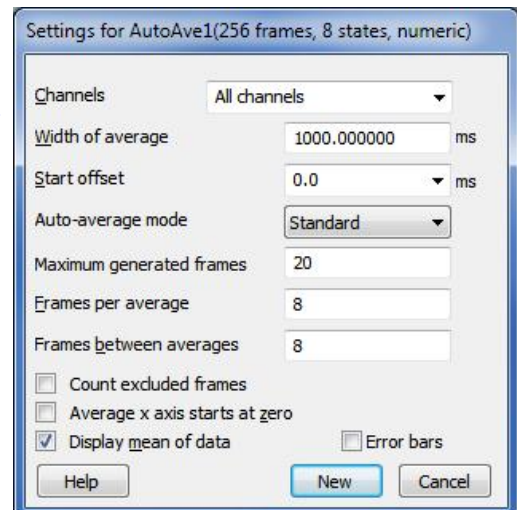 Settings for AutoAve1(256 frames, 8 states, numeric)
Channels All channels
Width of average 1000.000000 ms
Start offset 0.0 ms
Auto-average mode Standard
Maximum generated frames 20
Frames per average 8
Frames between averages 8
Count excluded frames
Average x axis starts at zero
Display mean of data Error bars
Help New Cancel